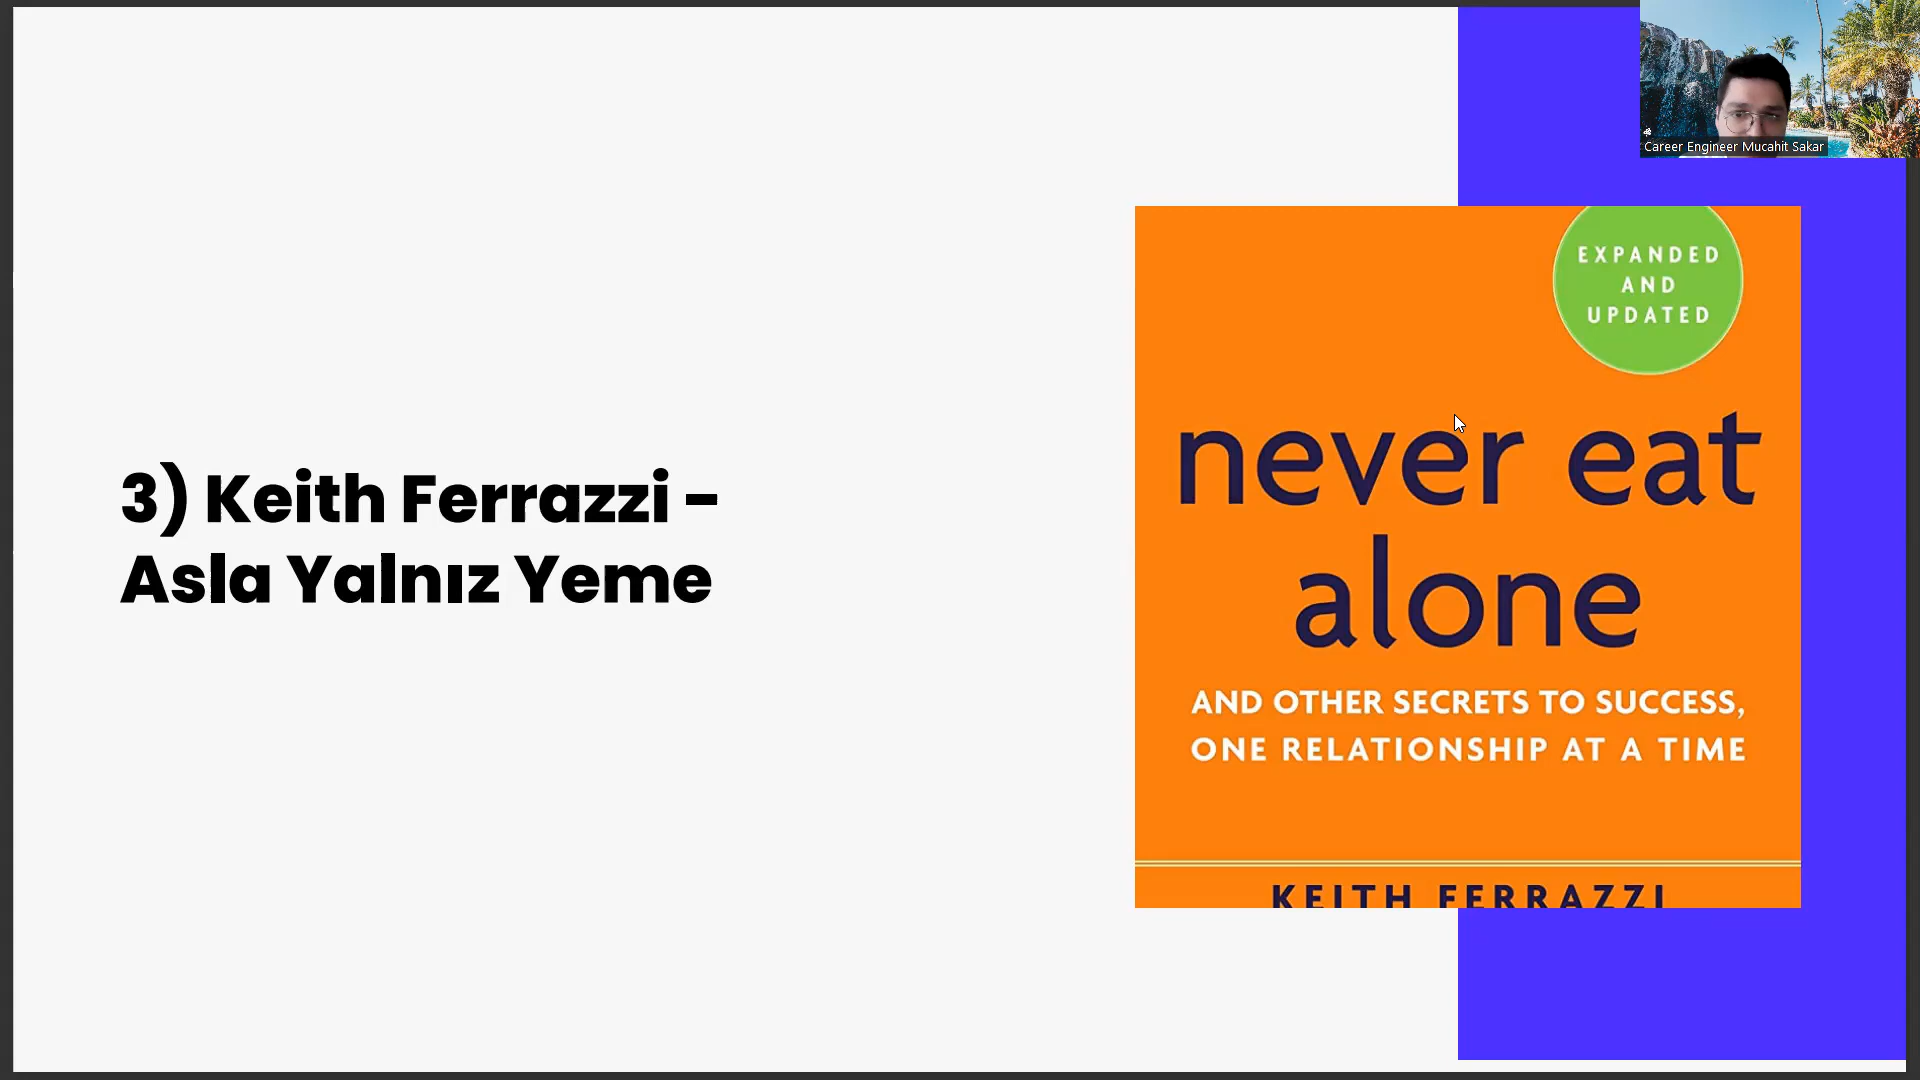 Career Engineer Mucahit Sakar
3) Keith Ferrazzi –
Asla Yalnız Yeme
EXPANDED
AND
UPDATED
never eat
alone
AND OTHER SECRETS TO SUCCESS,
ONE RELATIONSHIP AT A TIME
KEITH FERRAZZI